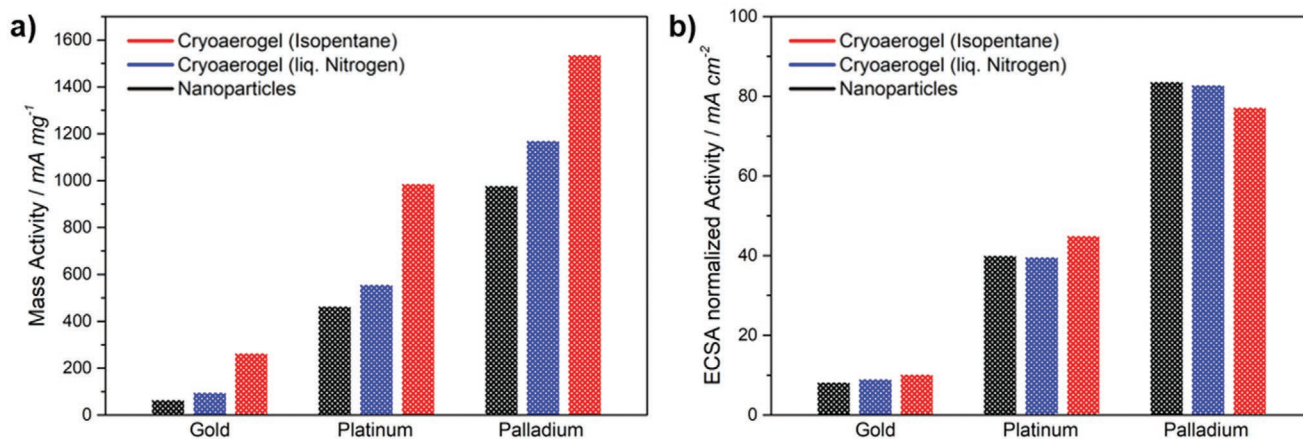 a)
Mass Activity / mA mg-1
1600
1400
1200
1000
800
600
400
200
0
Cryoaerogel (Isopentane)
Cryoaerogel (liq. Nitrogen)
Nanoparticles
Gold Platinum Palladium
b)
ECSA normalized Activity / mA cm-2
100
80
60
40
20
0
Cryoaerogel (Isopentane)
Cryoaerogel (liq. Nitrogen)
Nanoparticles
Gold Platinum Palladium